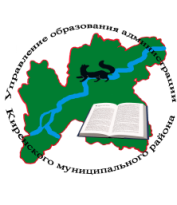 Управление образования администрации
Киренского муниципального района